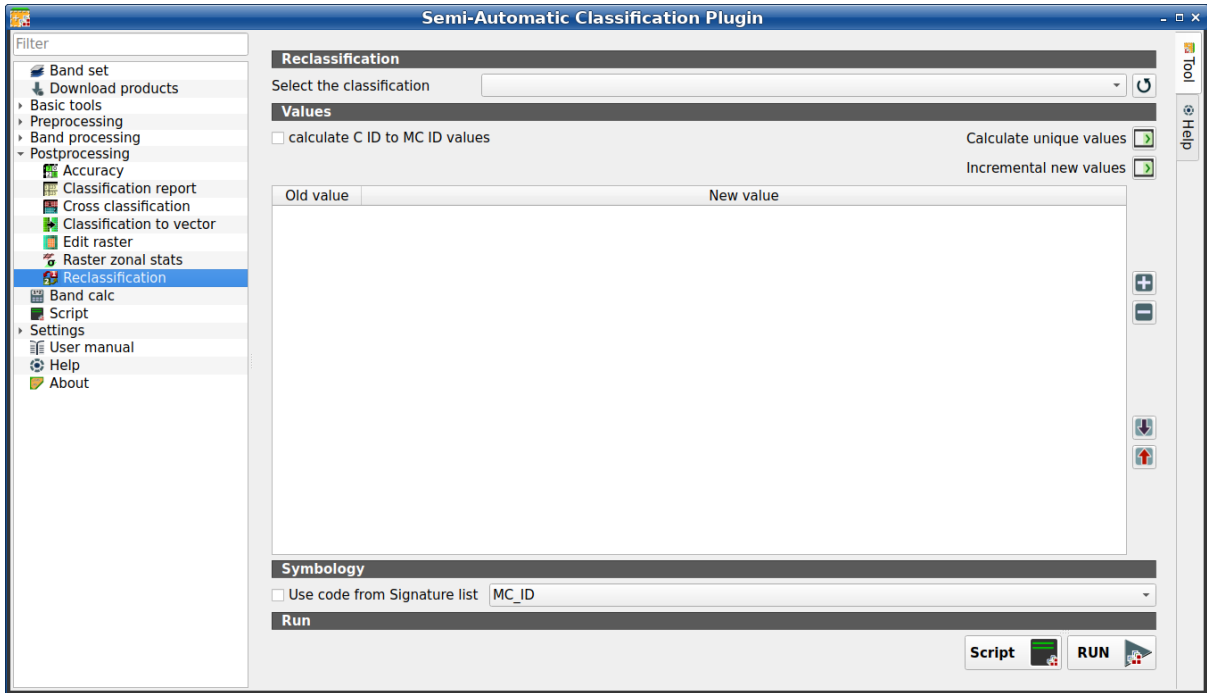 Semi-Automatic Classification Plugin
Filter
Band set
Download products
Basic tools
Preprocessing
Band processing
Postprocessing
Accuracy
Classification report
Cross classification
Classification to vector
Edit raster
Raster zonal stats
Reclassification
Band calc
Script
Settings
User manual
Help
About
Reclassification
Select the classification
Values
calculate C ID to MC ID values
Calculate unique values
Incremental new values
Old value New value
Symbology
Use code from Signature list MC_ID
Run
Script RUN
Tool
Help